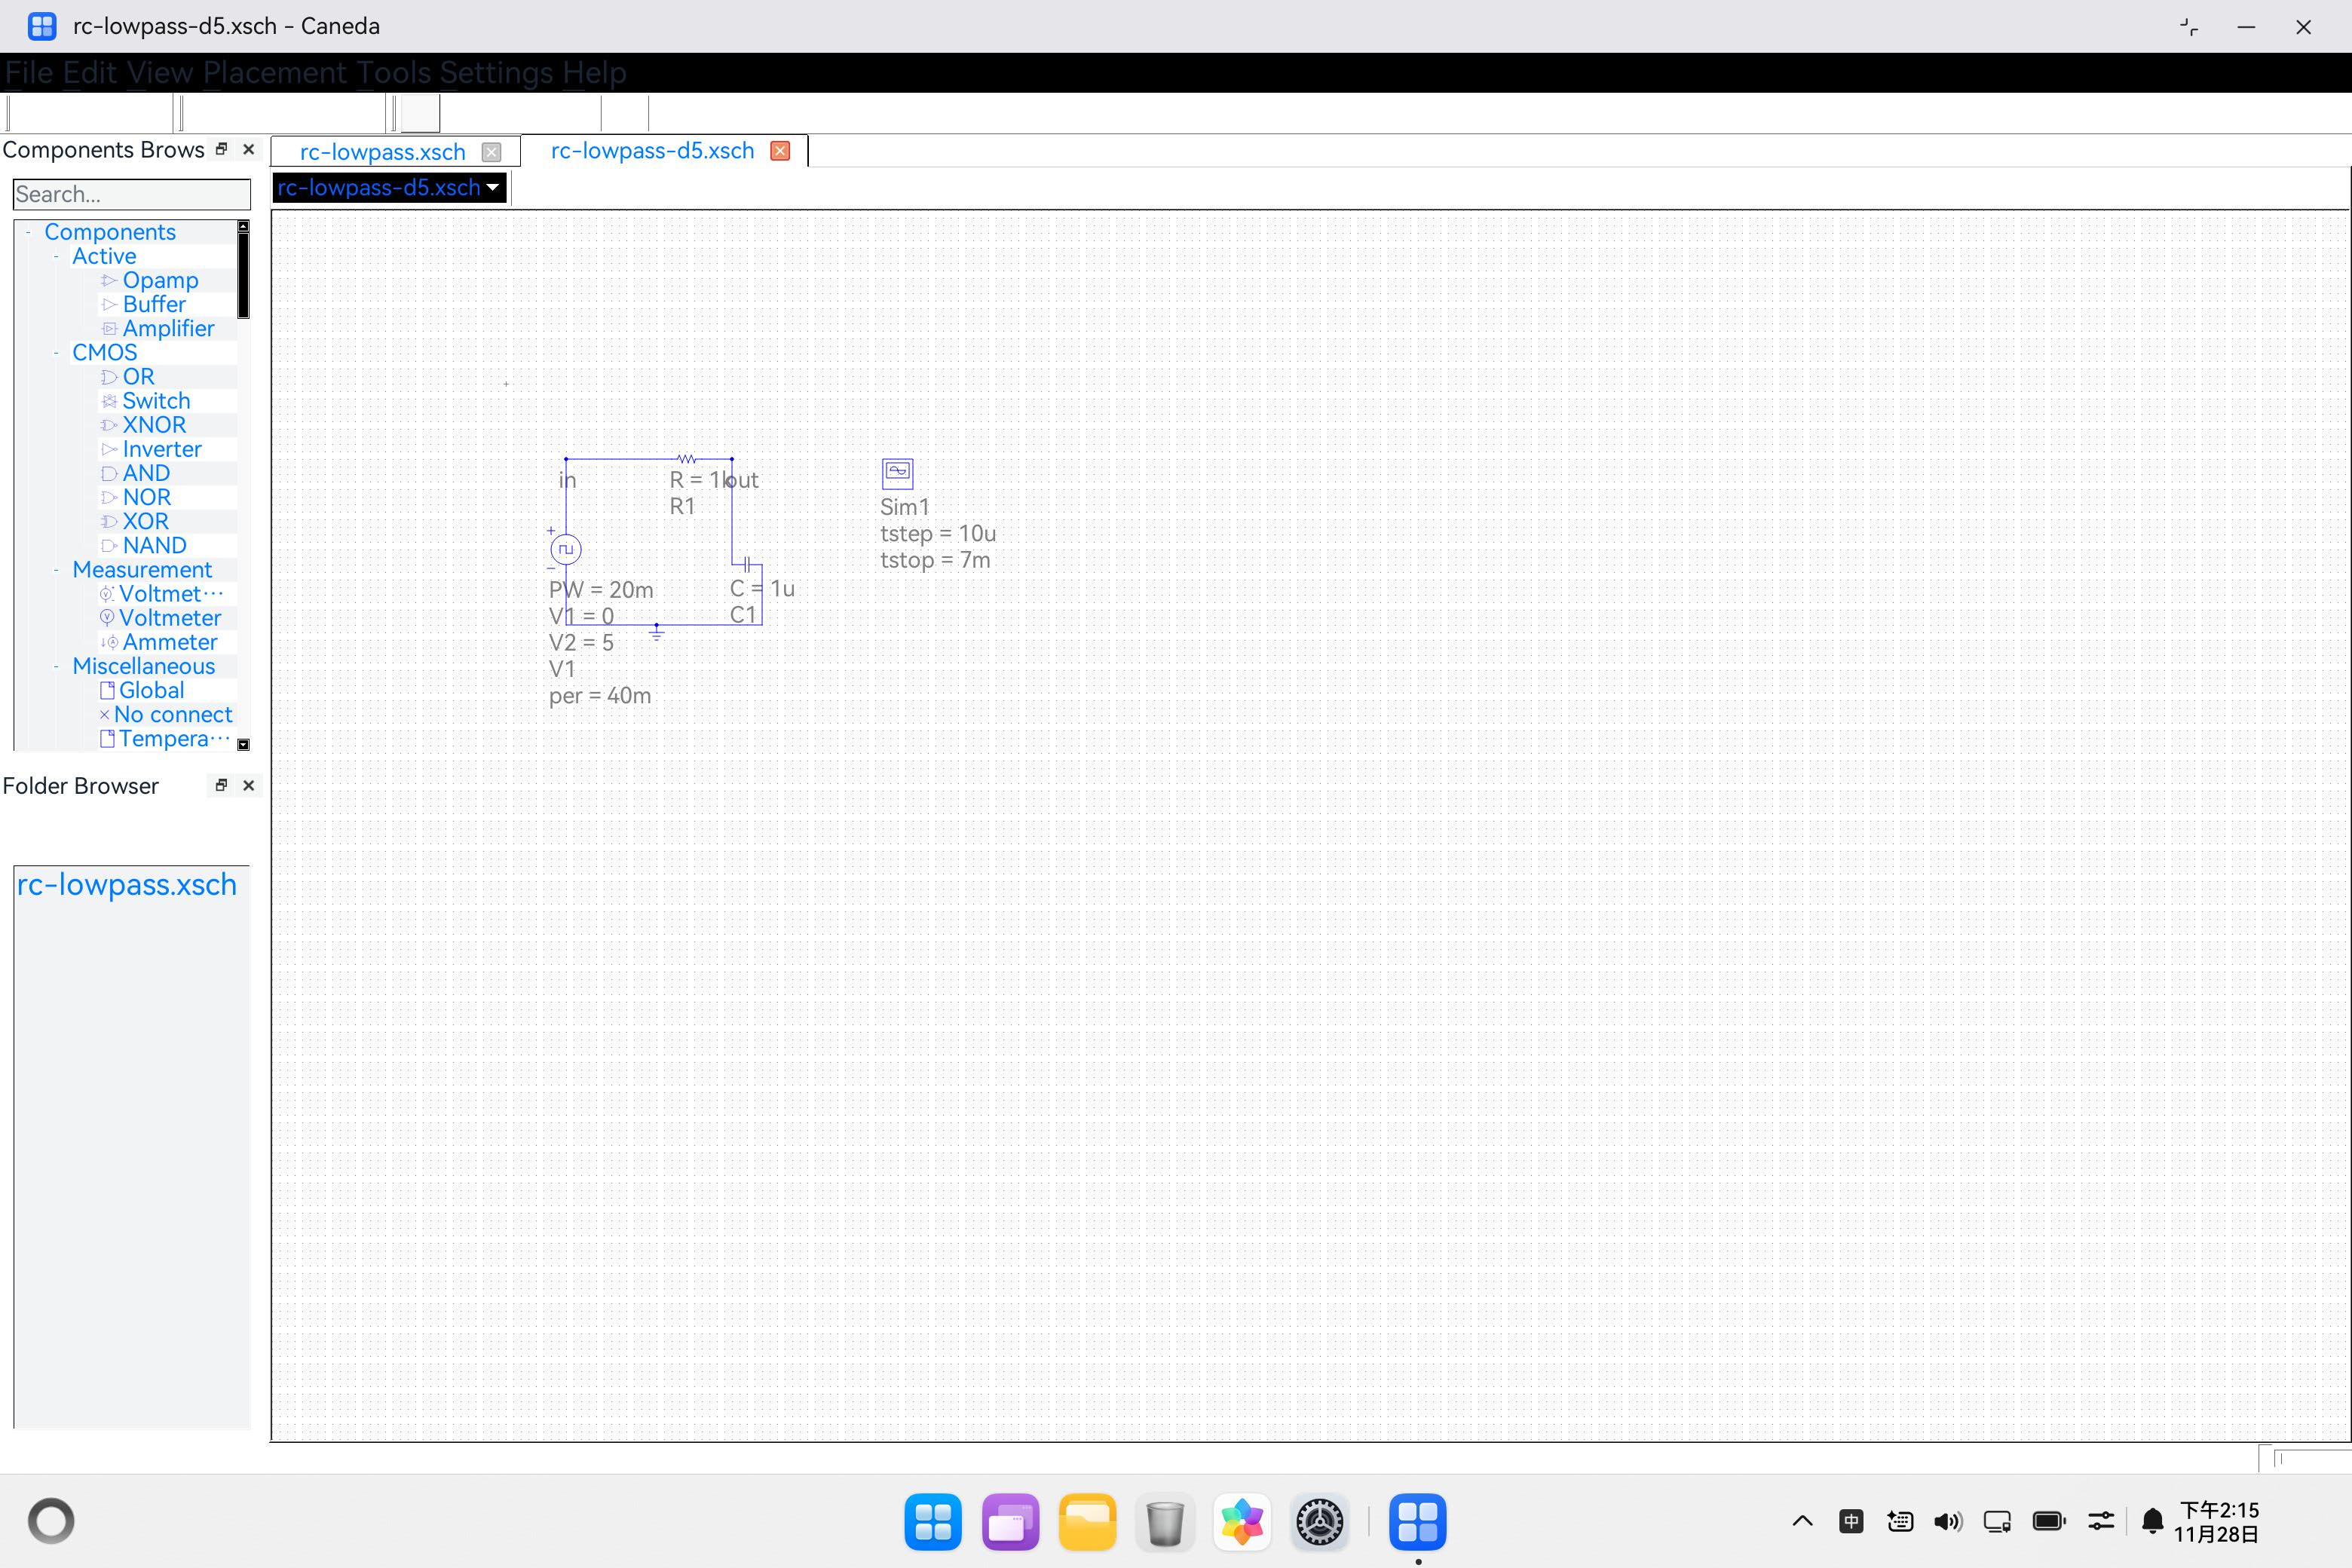 rc-lowpass-d5.xsch - Caneda
File Edit View Placement Tools Settings Help
Components Brows
rc-lowpass.xsch
rc-lowpass-d5.xsch
Search...
rc-lowpass-d5.xsch
Components
Active
Opamp
Buffer
Amplifier
CMOS
OR
Switch
XNOR
Inverter
AND
NOR
XOR
NAND
Measurement
Voltmet···
Voltmeter
Ammeter
Miscellaneous
Global
No connect
Tempera···
Folder Browser
rc-lowpass.xsch
in
R = 1k
R1
out
PW = 20m
V1 = 0
V2 = 5
V1
per = 40m
C = 1u
C1
Sim1
tstep = 10u
tstop = 7m
中
下午2:15
11月28日